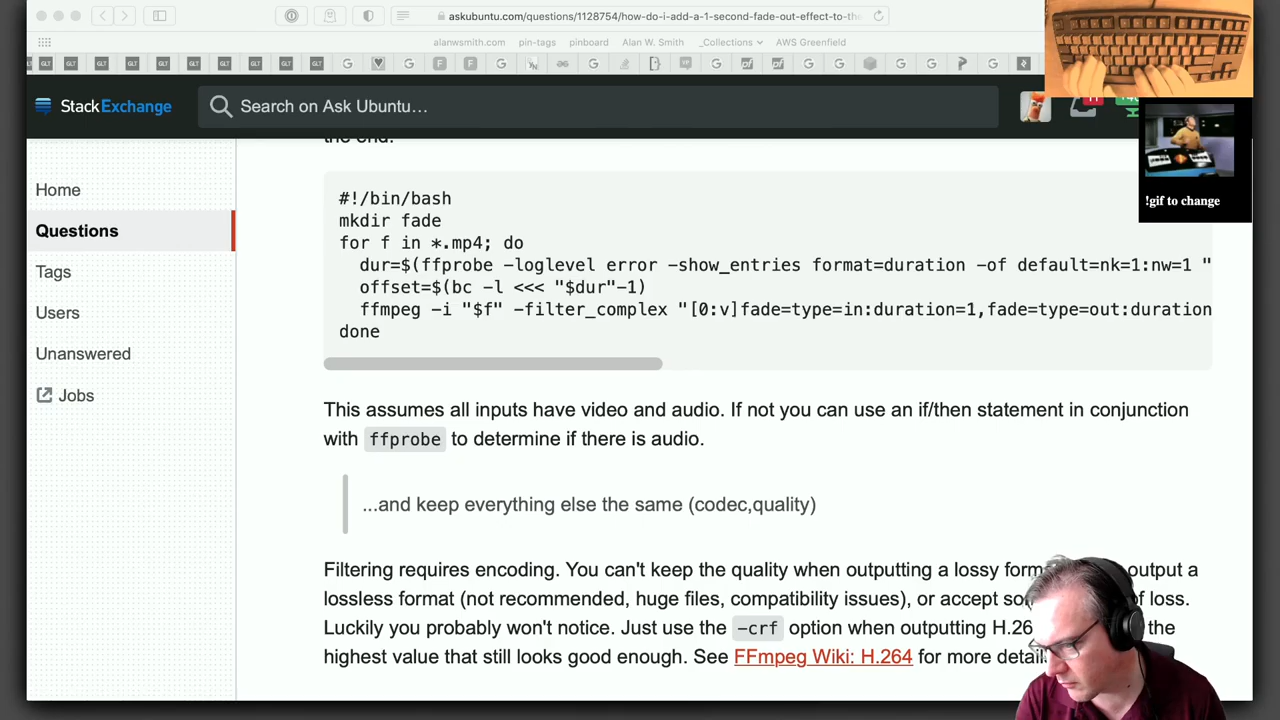 askubuntu.com/questions/1128754/how-do-i-add-a-1-second-fade-out-effect-to-the-
alanwsmith.com pin-tags pinboard Alan W. Smith _Collections AWS Greenfield
StackExchange
Search on Ask Ubuntu…
!gif to change
Home
Questions
Tags
Users
Unanswered
Jobs
the end:
#!/bin/bash
mkdir fade
for f in *.mp4; do
dur=$(ffprobe -loglevel error -show_entries format=duration -of default=nk=1:nw=1 "
offset=$(bc -l <<< "$dur"-1)
ffmpeg -i "$f" -filter_complex "[0:v]fade=type=in:duration=1,fade=type=out:duration
done
This assumes all inputs have video and audio. If not you can use an if/then statement in conjunction
with ffprobe to determine if there is audio.
...and keep everything else the same (codec,quality)
Filtering requires encoding. You can't keep the quality when outputting a lossy form output a
lossless format (not recommended, huge files, compatibility issues), or accept so of loss.
Luckily you probably won't notice. Just use the -crf option when outputting H.26 the
highest value that still looks good enough. See FFmpeg Wiki: H.264 for more detail